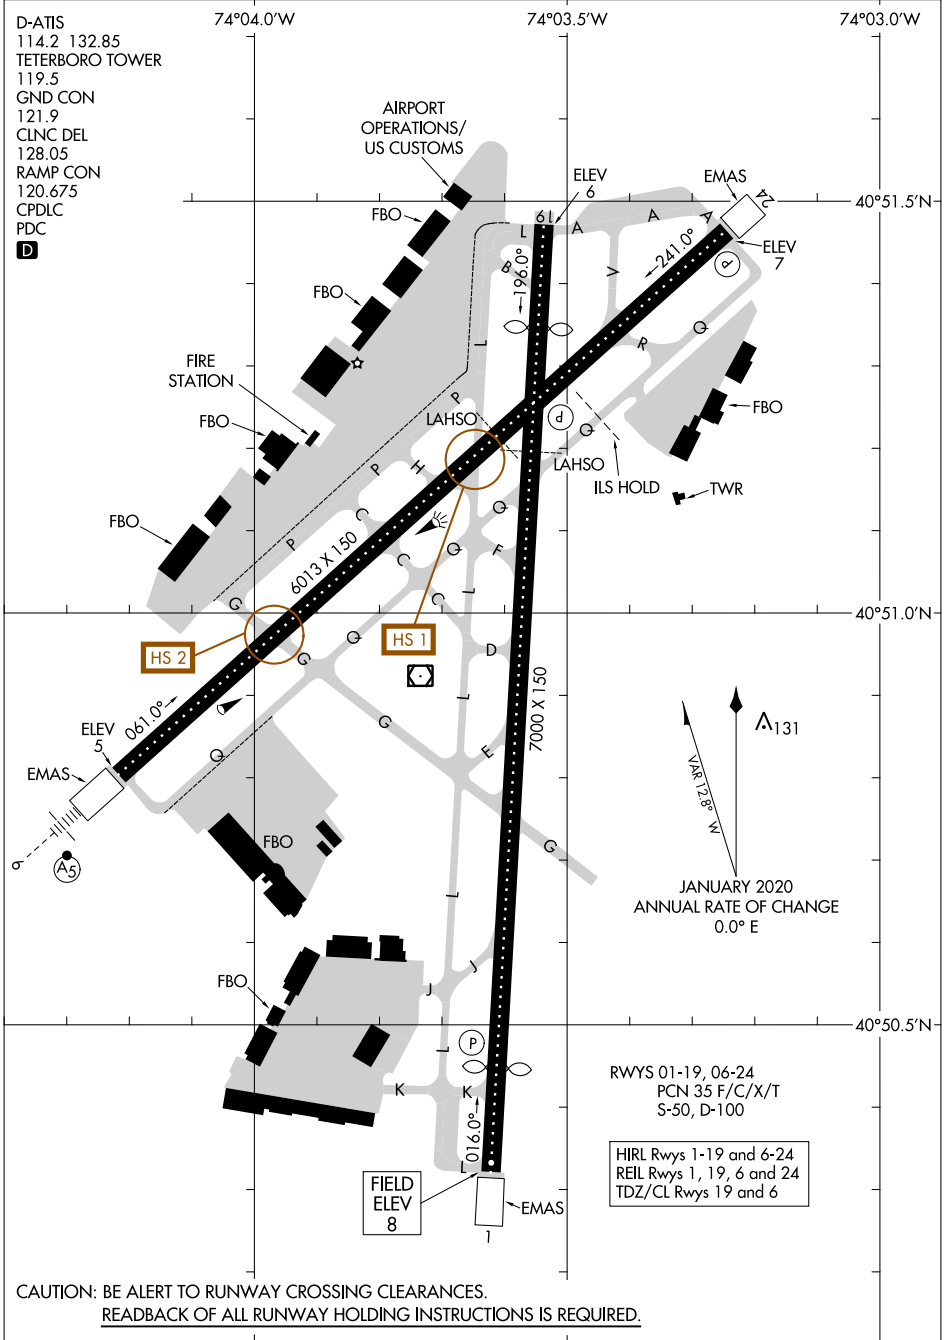 D-ATIS
114.2 132.85
TETERBORO TOWER
119.5
GND CON
121.9
CLNC DEL
128.05
RAMP CON
120.675
CPDLC
PDC
D
74°04.0'W
74°03.5'W
74°03.0'W
AIRPORT
OPERATIONS/
US CUSTOMS
FBO
FBO
FIRE
STATION
FBO
FBO
ELEV
6
EMAS
24
40°51.5'N
ELEV
7
19
L
A
A
A
B
V
196.0°
241.0°
P
L
R
Q
P
LAHSO
P
Q
LAHSO
ILS HOLD
FBO
TWR
P
H
C
P
6013 X 150
Q
Q
F
C
C
L
G
G
Q
D
40°51.0'N
HS 1
HS 2
7000 X 150
L
G
E
061.0°
ELEV
5
EMAS
Q
FBO
G
6
A5
131
VAR 12.8° W
JANUARY 2020
ANNUAL RATE OF CHANGE
0.0° E
L
J
J
FBO
40°50.5'N
P
L
K
K
016.0°
L
RWYS 01-19, 06-24
PCN 35 F/C/X/T
S-50, D-100
HIRL Rwys 1-19 and 6-24
REIL Rwys 1, 19, 6 and 24
TDZ/CL Rwys 19 and 6
FIELD
ELEV
8
EMAS
1
CAUTION: BE ALERT TO RUNWAY CROSSING CLEARANCES.
READBACK OF ALL RUNWAY HOLDING INSTRUCTIONS IS REQUIRED.